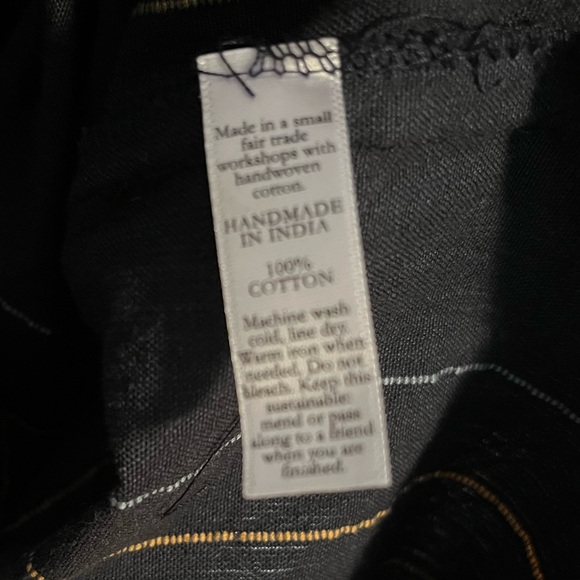 Made in a small
fair trade
workshops with
handwoven
cotton.
HANDMADE
IN INDIA
100%
COTTON
Machine wash
cold, line dry.
Warm iron when
needed. Do not
bleach. Keep this
sustainable:
mend or pass
along to a friend
when you are
finished.